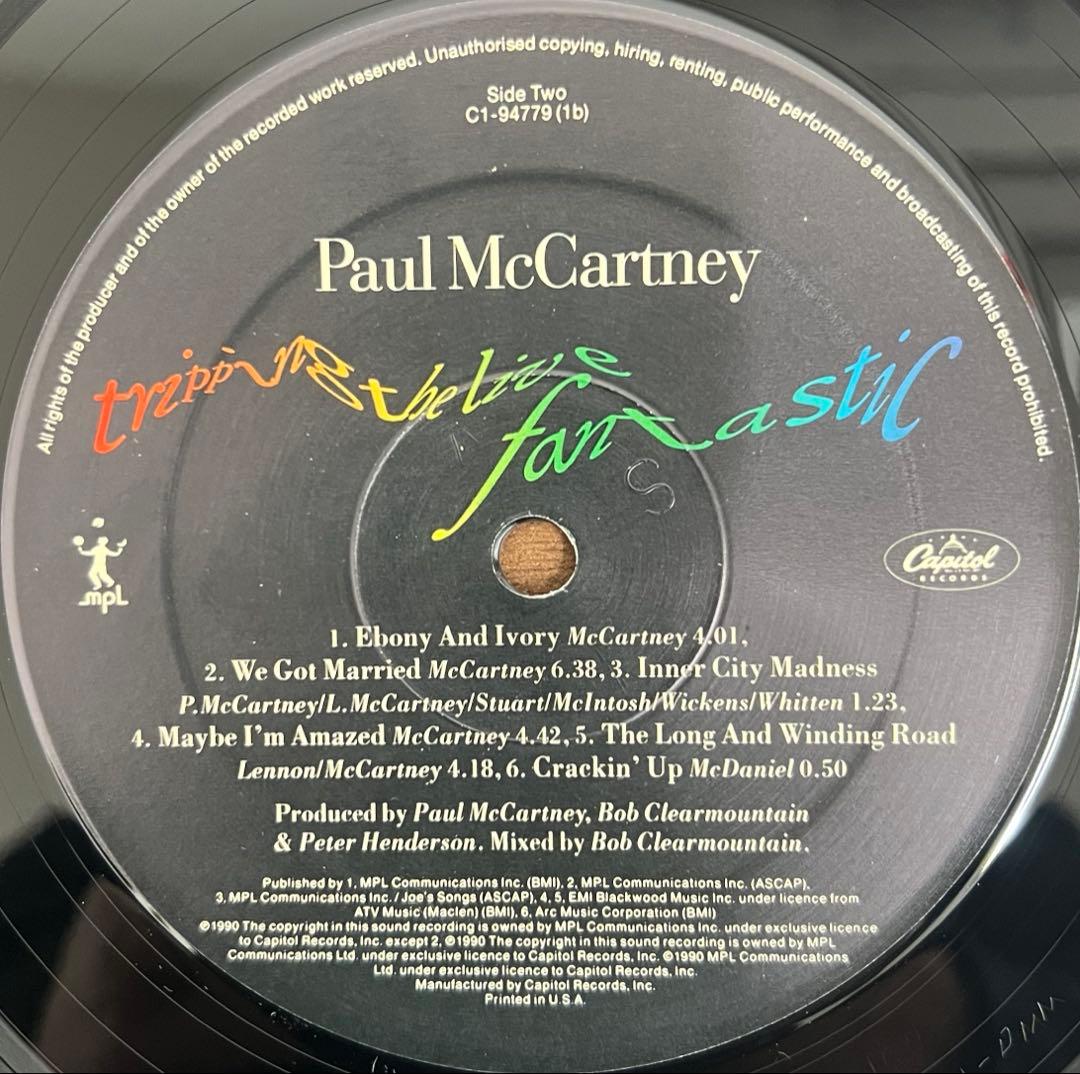 All rights of the producer and of the owner of the recorded work reserved. Unauthorised copying, hiring, renting, public performance and broadcasting of this record prohibited.
Side Two
C1-94779 (1b)
Paul McCartney
tripping the live
fantastic
mpL
Capitol
RECORDS
1. Ebony And Ivory McCartney 4.01,
2. We Got Married McCartney 6.38, 3. Inner City Madness
P.McCartney/L.McCartney/Stuart/McIntosh/Wickens/Whitten 1.23,
4. Maybe I'm Amazed McCartney 4.42, 5. The Long And Winding Road
Lennon/McCartney 4.18, 6. Crackin' Up McDaniel 0.50
Produced by Paul McCartney, Bob Clearmountain
& Peter Henderson. Mixed by Bob Clearmountain.
Published by 1, MPL Communications Inc. (BMI), 2, MPL Communications Inc. (ASCAP),
3, MPL Communications Inc. / Joe's Songs (ASCAP), 4, 5, EMI Blackwood Music Inc. under licence from
ATV Music (Maclen) (BMI), 6, Arc Music Corporation (BMI)
℗1990 The copyright in this sound recording is owned by MPL Communications Inc. under exclusive licence
to Capitol Records, Inc. except 2, ℗1990 The copyright in this sound recording is owned by MPL
Communications Ltd. under exclusive licence to Capitol Records, Inc. ©1990 MPL Communications
Ltd. under exclusive licence to Capitol Records, Inc.
Manufactured by Capitol Records, Inc.
Printed in U.S.A.